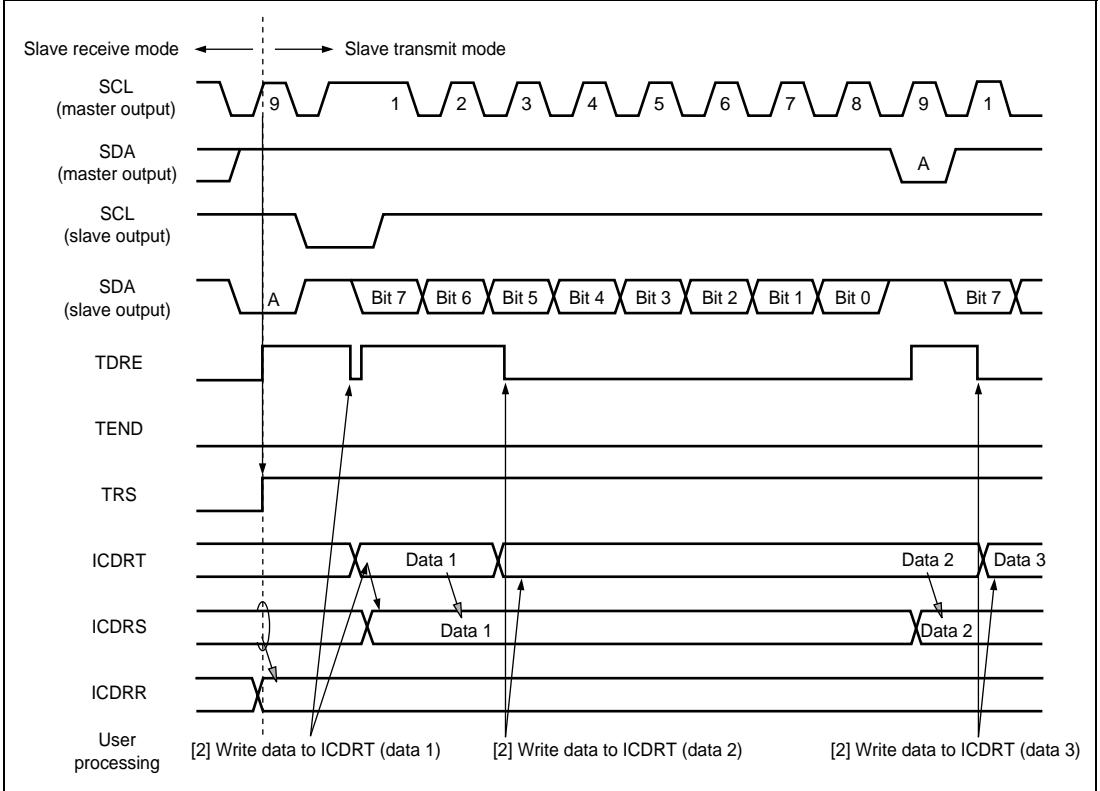 Slave receive mode
Slave transmit mode
SCL
(master output)
9 1 2 3 4 5 6 7 8 9 1
SDA
(master output)
A
SCL
(slave output)
SDA
(slave output)
A Bit 7 Bit 6 Bit 5 Bit 4 Bit 3 Bit 2 Bit 1 Bit 0 Bit 7
TDRE
TEND
TRS
ICDRT
Data 1 Data 2 Data 3
ICDRS
Data 1 Data 2
ICDRR
User
processing
[2] Write data to ICDRT (data 1)
[2] Write data to ICDRT (data 2)
[2] Write data to ICDRT (data 3)